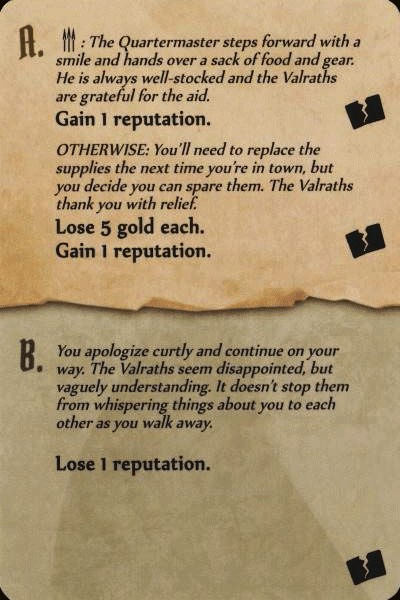 A. : The Quartermaster steps forward with a
smile and hands over a sack of food and gear.
He is always well-stocked and the Valraths
are grateful for the aid.
Gain 1 reputation.
OTHERWISE: You'll need to replace the
supplies the next time you're in town, but
you decide you can spare them. The Valraths
thank you with relief.
Lose 5 gold each.
Gain 1 reputation.
B. You apologize curtly and continue on your
way. The Valraths seem disappointed, but
vaguely understanding. It doesn't stop them
from whispering things about you to each
other as you walk away.
Lose 1 reputation.